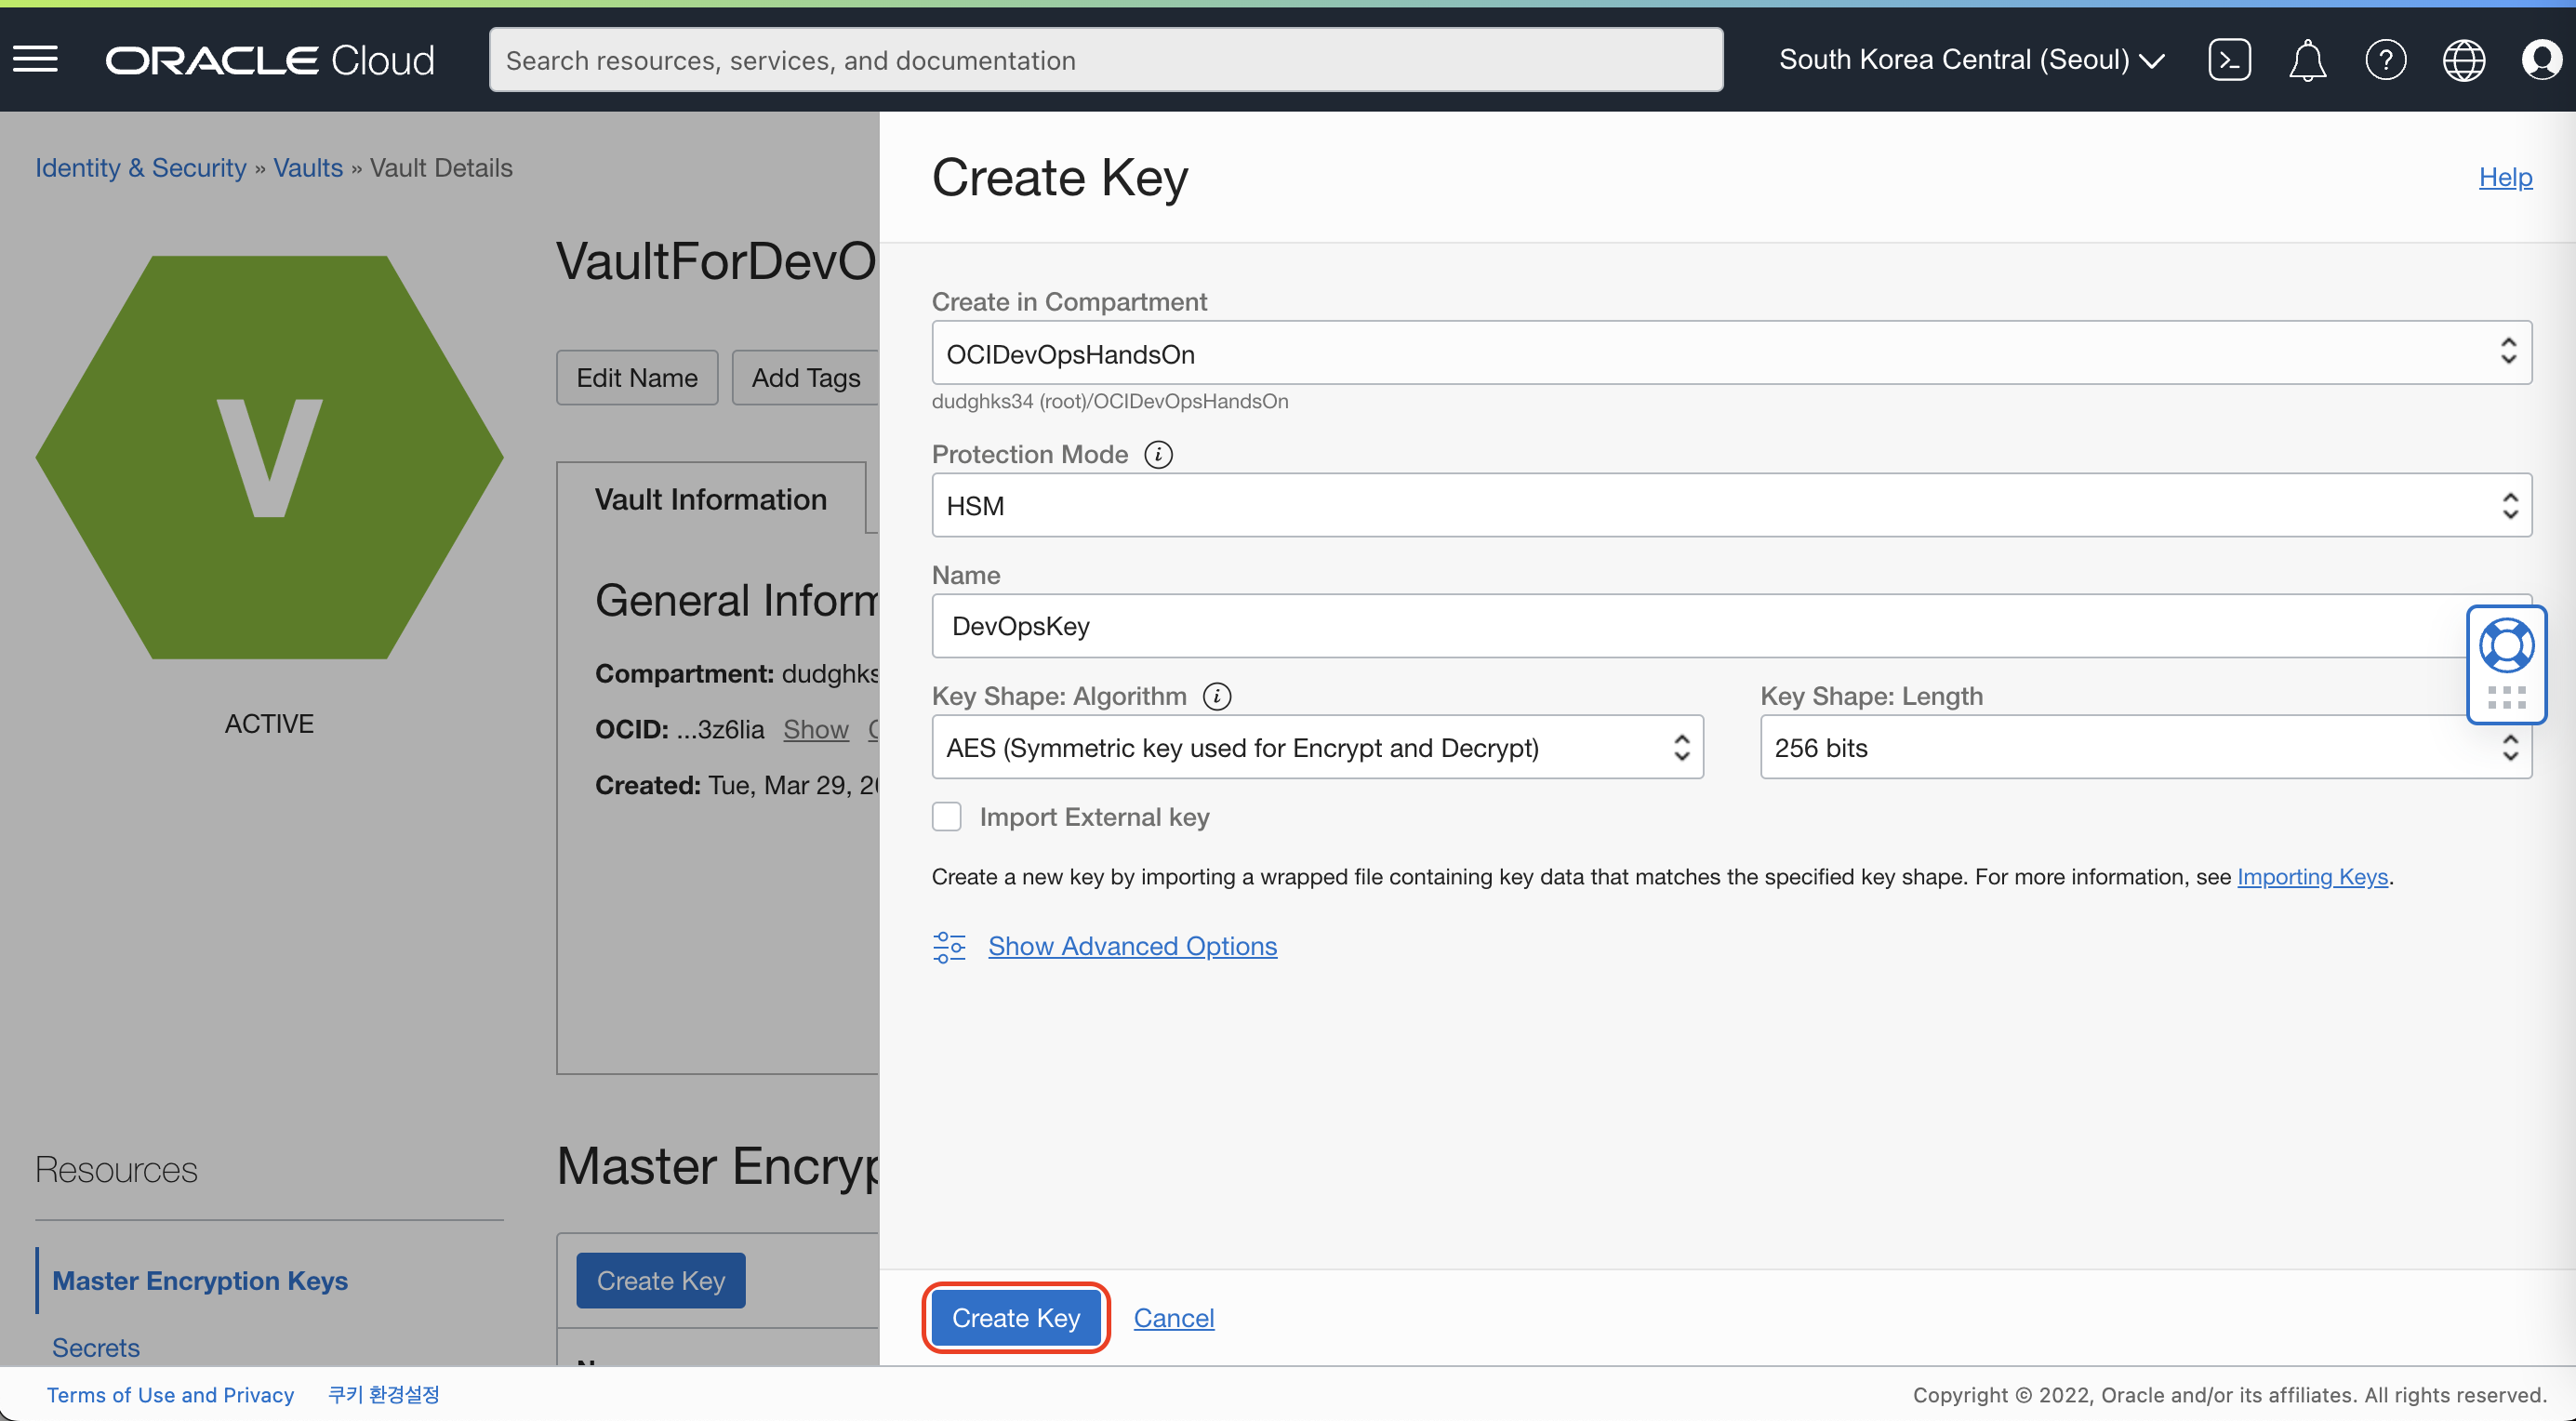 ORACLE Cloud
Search resources, services, and documentation
South Korea Central (Seoul)
Identity & Security » Vaults » Vault Details
V
ACTIVE
VaultForDevO
Edit Name
Add Tags
Vault Information
General Inform
Compartment: dudghks
OCID: ...3z6lia Show
Created: Tue, Mar 29, 20
Resources
Master Encryption Keys
Secrets
Master Encryp
Create Key
Create Key
Help
Create in Compartment
OCIDevOpsHandsOn
dudghks34 (root)/OCIDevOpsHandsOn
Protection Mode
HSM
Name
DevOpsKey
Key Shape: Algorithm
AES (Symmetric key used for Encrypt and Decrypt)
Key Shape: Length
256 bits
Import External key
Create a new key by importing a wrapped file containing key data that matches the specified key shape. For more information, see Importing Keys.
Show Advanced Options
Create Key
Cancel
Terms of Use and Privacy
쿠키 환경설정
Copyright © 2022, Oracle and/or its affiliates. All rights reserved.